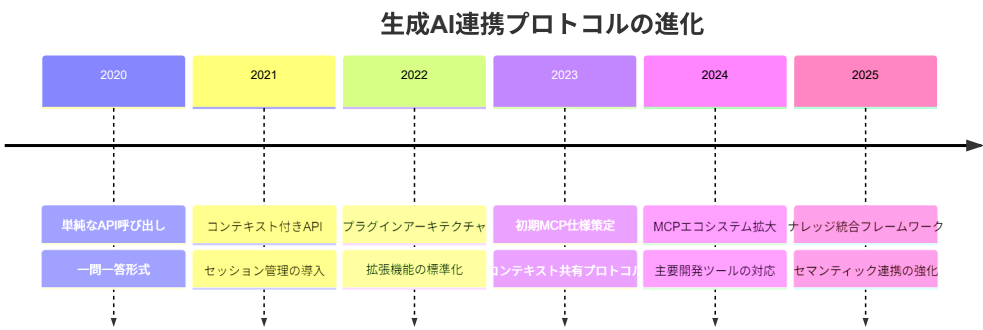 生成AI連携プロトコルの進化
2020
2021
2022
2023
2024
2025
単純なAPI呼び出し
コンテキスト付きAPI
プラグインアーキテクチャ
初期MCP仕様策定
MCPエコシステム拡大
ナレッジ統合フレームワーク
一問一答形式
セッション管理の導入
拡張機能の標準化
コンテキスト共有プロトコル
主要開発ツールの対応
セマンティック連携の強化